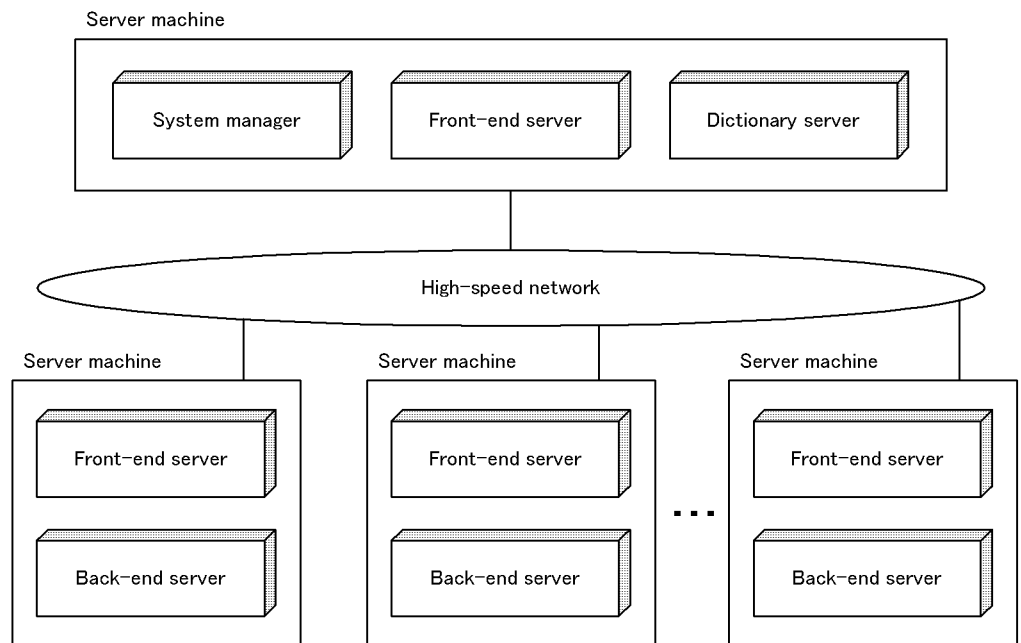 Server machine
System manager
Front-end server
Dictionary server
High-speed network
Server machine
Server machine
Server machine
Front-end server
Front-end server
Front-end server
...
Back-end server
Back-end server
Back-end server